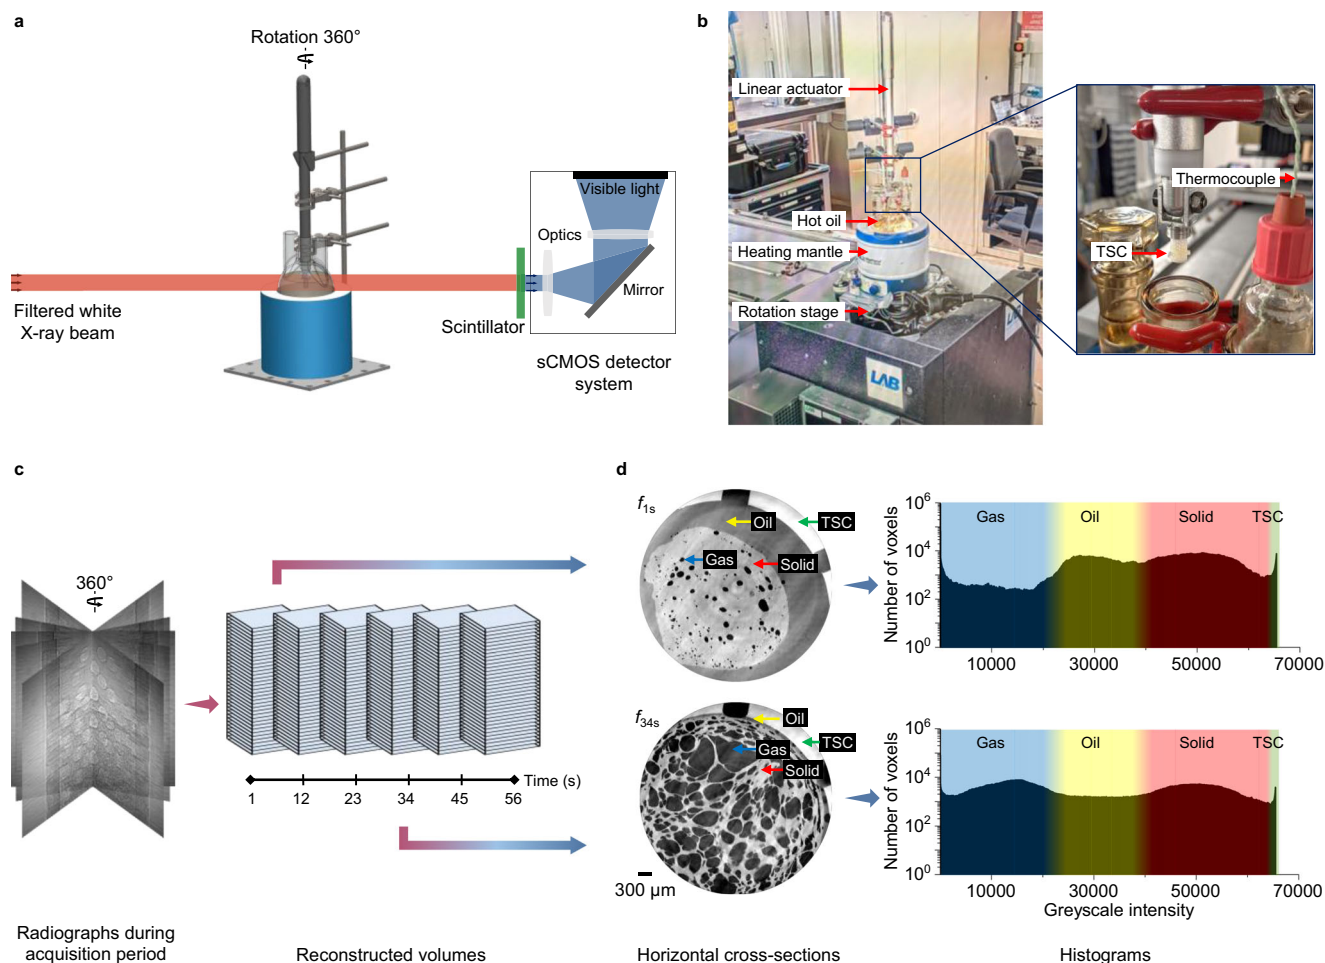 a
Rotation 360°
Visible light
Optics
Mirror
Filtered white
X-ray beam
Scintillator
sCMOS detector
system
b
Linear actuator
Hot oil
Heating mantle
Rotation stage
LAB
LAB
Thermocouple
TSC
c
360°
Time (s)
1 12 23 34 45 56
Radiographs during
acquisition period
Reconstructed volumes
d
f1s
Oil
TSC
Gas
Solid
f34s
Oil
TSC
Gas
Solid
300 µm
Horizontal cross-sections
Number of voxels
10^6
10^4
10^2
10^0
Gas Oil Solid TSC
10000 30000 50000 70000
Number of voxels
10^6
10^4
10^2
10^0
Gas Oil Solid TSC
10000 30000 50000 70000
Greyscale intensity
Histograms